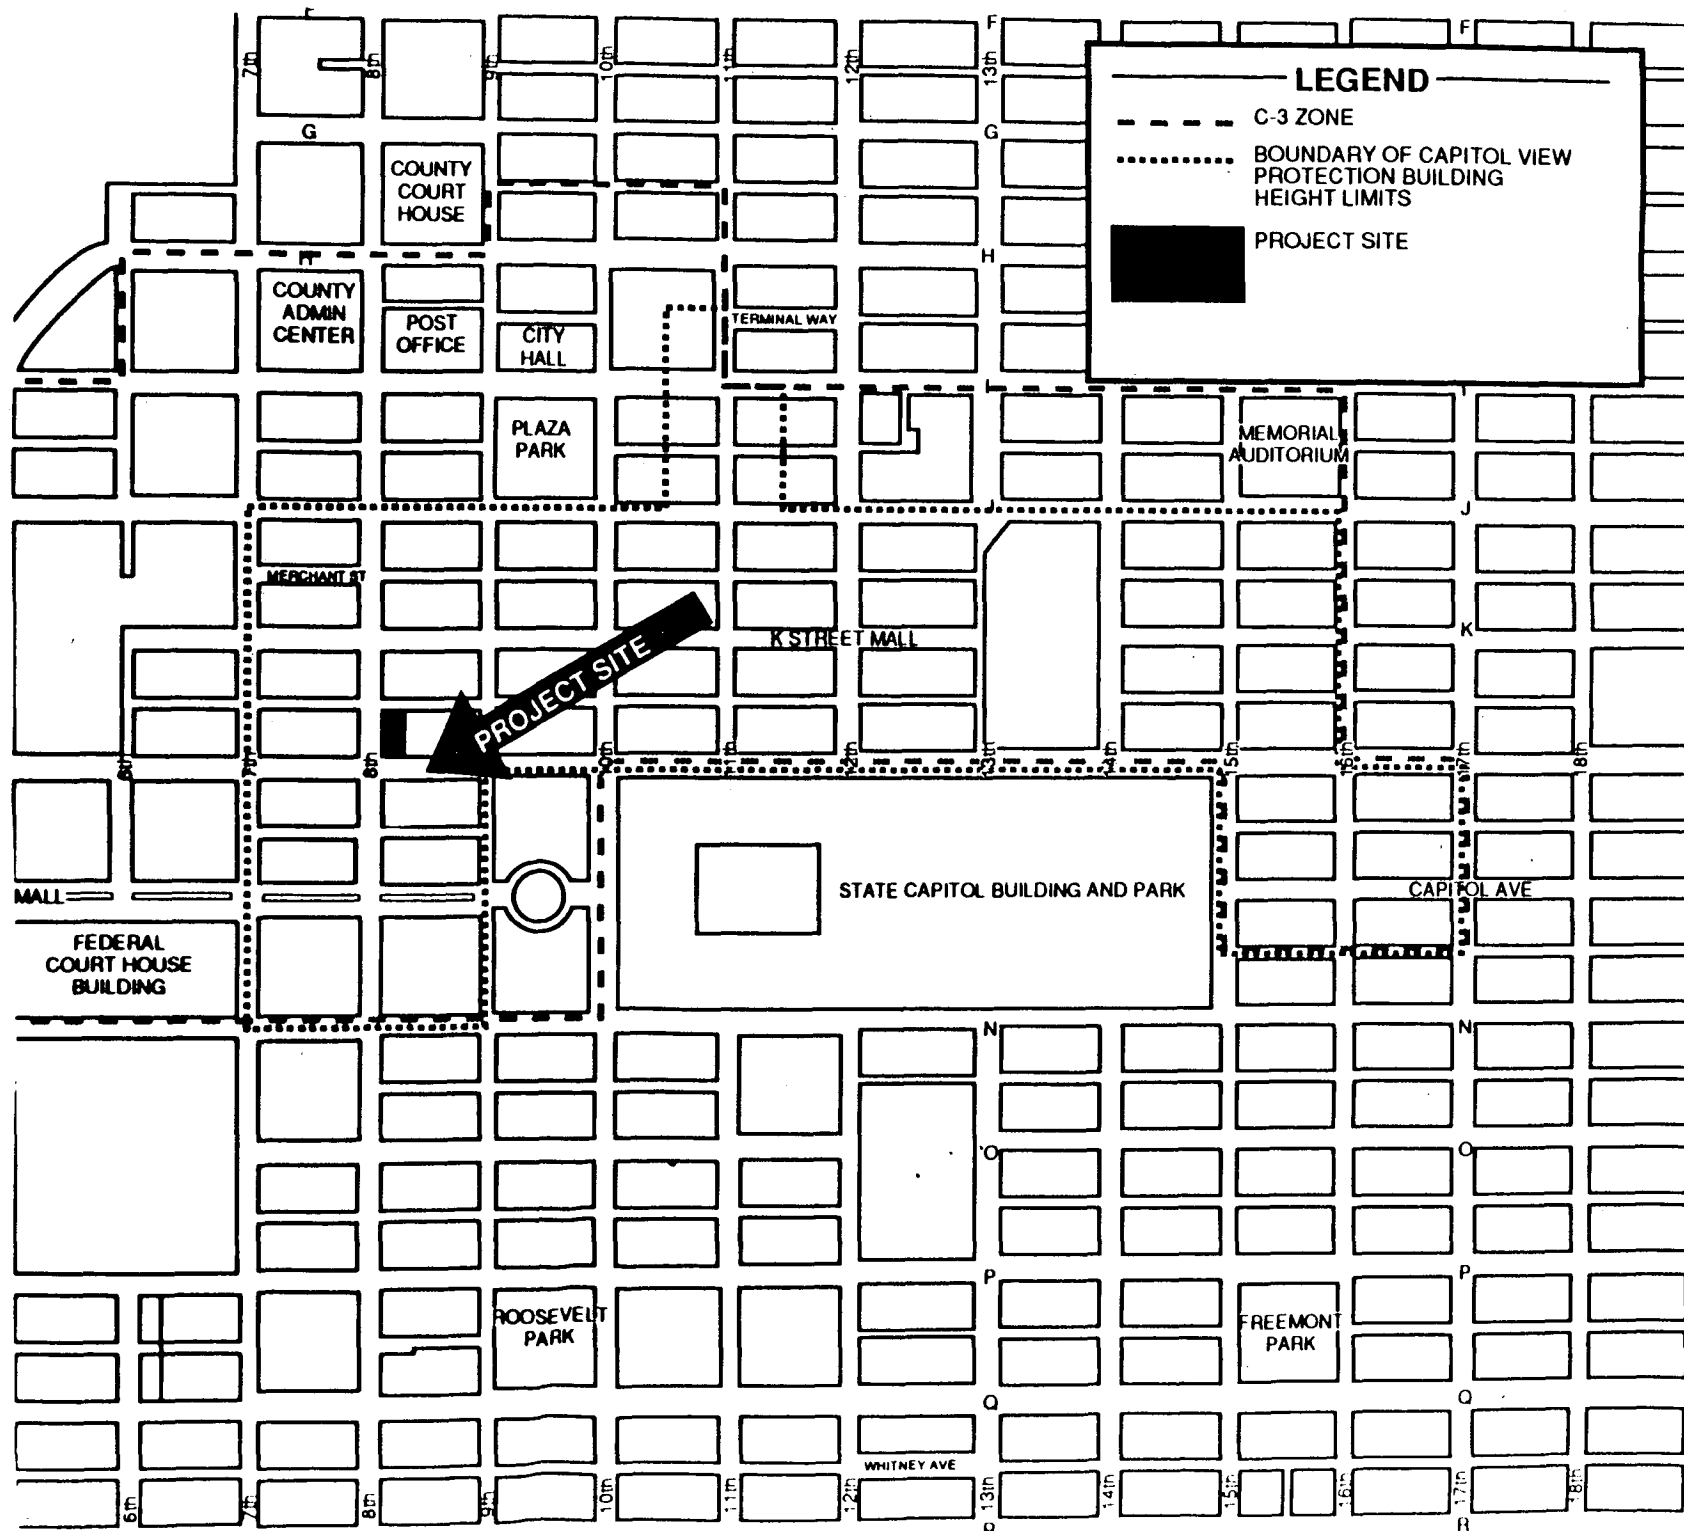 F
F
7th
8th
9th
10th
11th
12th
13th
LEGEND
C-3 ZONE
BOUNDARY OF CAPITOL VIEW
PROTECTION BUILDING
HEIGHT LIMITS
PROJECT SITE
G
G
COUNTY
COURT
HOUSE
H
H
COUNTY
ADMIN
CENTER
POST
OFFICE
CITY
HALL
TERMINAL WAY
I
I
PLAZA
PARK
MEMORIAL
AUDITORIUM
J
J
MERCHANT ST
K STREET MALL
K
PROJECT SITE
6th
7th
8th
10th
11th
12th
13th
14th
15th
16th
17th
18th
MALL
STATE CAPITOL BUILDING AND PARK
CAPITOL AVE
FEDERAL
COURT HOUSE
BUILDING
N
N
O
O
P
P
ROOSEVELT
PARK
FREEMONT
PARK
Q
Q
WHITNEY AVE
6th
7th
8th
9th
10th
11th
12th
13th
14th
15th
16th
17th
18th
R